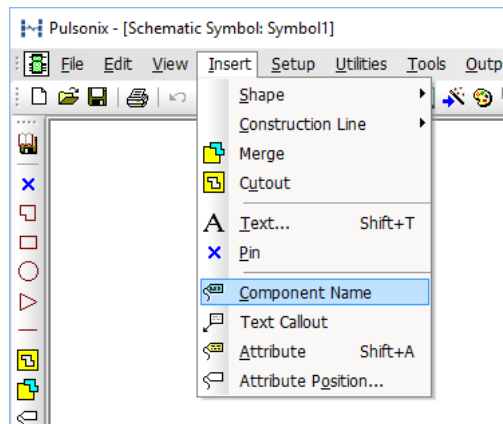 Pulsonix - [Schematic Symbol: Symbol1]
File Edit View Insert Setup Utilities Tools Outp
Shape
Construction Line
Merge
Cutout
A Text... Shift+T
Pin
Component Name
Text Callout
Attribute Shift+A
Attribute Position...